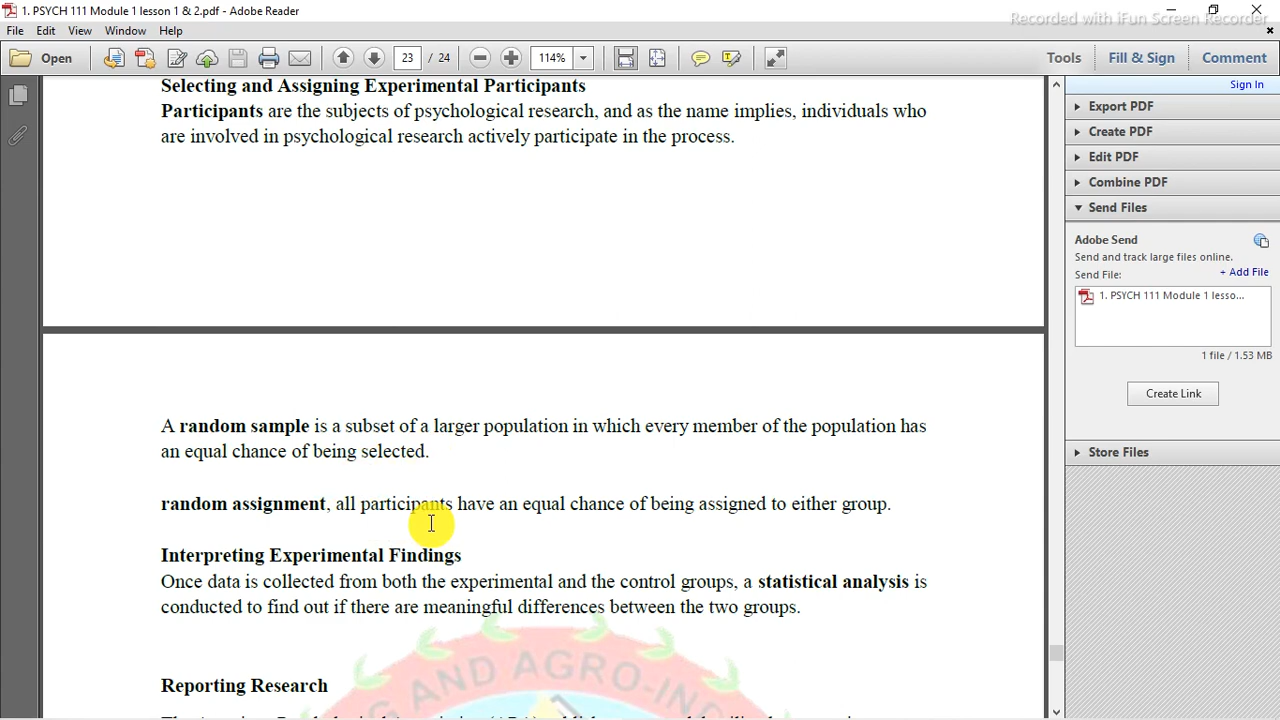 1. PSYCH 111 Module 1 lesson 1 & 2.pdf - Adobe Reader
Recorded with iFun Screen Recorder
File Edit View Window Help
Open 23 / 24 114% Tools Fill & Sign Comment
Sign In
Export PDF
Create PDF
Edit PDF
Combine PDF
Send Files
Adobe Send
Send and track large files online.
Send File:
+ Add File
1. PSYCH 111 Module 1 lesso...
1 file / 1.53 MB
Create Link
Store Files
Selecting and Assigning Experimental Participants
Participants are the subjects of psychological research, and as the name implies, individuals who
are involved in psychological research actively participate in the process.
A random sample is a subset of a larger population in which every member of the population has
an equal chance of being selected.
random assignment, all participants have an equal chance of being assigned to either group.
Interpreting Experimental Findings
Once data is collected from both the experimental and the control groups, a statistical analysis is
conducted to find out if there are meaningful differences between the two groups.
AND AGRO-IN
Reporting Research